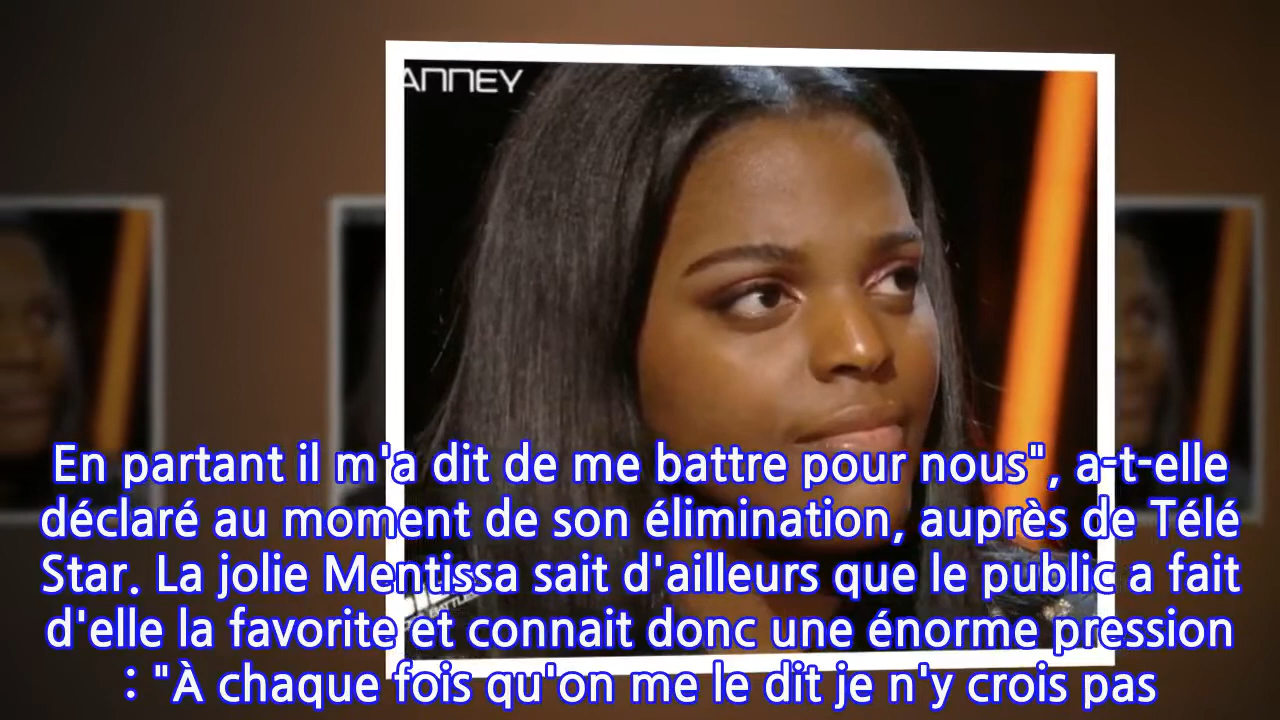 ANNEY
En partant il m'a dit de me battre pour nous", a-t-elle
déclaré au moment de son élimination, auprès de Télé
Star. La jolie Mentissa sait d'ailleurs que le public a fait
d'elle la favorite et connait donc une énorme pression
: "À chaque fois qu'on me le dit je n'y crois pas